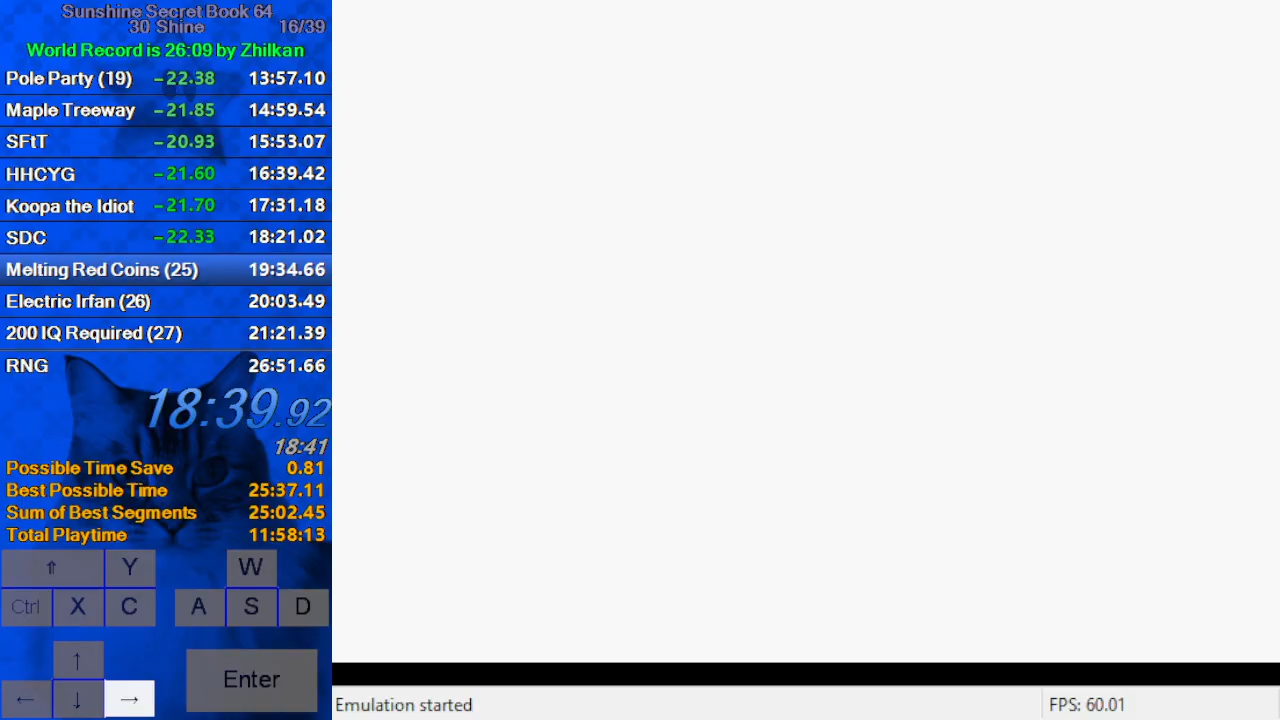 Sunshine Secret Book 64
30 Shine 16/39
World Record is 26:09 by Zhilkan
Pole Party (19) -22.38 13:57.10
Maple Treeway -21.85 14:59.54
SFtT -20.93 15:53.07
HHCYG -21.60 16:39.42
Koopa the Idiot -21.70 17:31.18
SDC -22.33 18:21.02
Melting Red Coins (25) 19:34.66
Electric Irfan (26) 20:03.49
200 IQ Required (27) 21:21.39
RNG 26:51.66
18:39.92
18:41
Possible Time Save 0.81
Best Possible Time 25:37.11
Sum of Best Segments 25:02.45
Total Playtime 11:58:13
⇑ Y W
Ctrl X C A S D
↑
Enter
← ↓ →
Emulation started FPS: 60.01